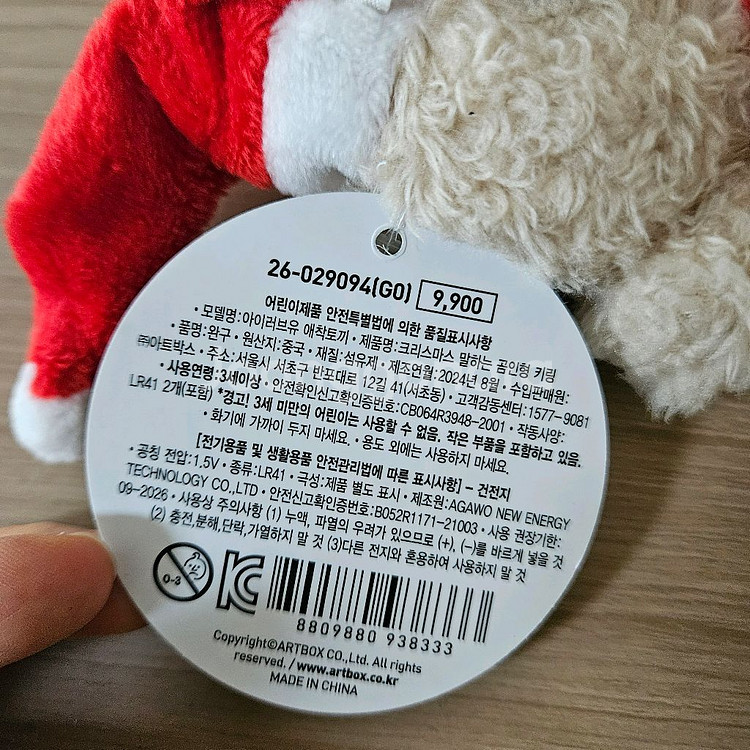 26-029094(G0) 9,900
어린이제품 안전특별법에 의한 품질표시사항
• 모델명:아이러브유 애착토끼 • 제품명:크리스마스 말하는 곰인형 키링
• 품명:완구 • 원산지:중국 • 재질:섬유제 • 제조연월:2024년 8월 • 수입판매원:
㈜아트박스 • 주소:서울시 서초구 반포대로 12길 41(서초동) • 고객감동센터:1577-9081
• 사용연령:3세이상 • 안전확인신고확인증번호:CB064R3948-2001 • 작동사양:
LR41 2개(포함) *경고! 3세 미만의 어린이는 사용할 수 없음. 작은 부품을 포함하고 있음.
• 화기에 가까이 두지 마세요. • 용도 외에는 사용하지 마세요.
[전기용품 및 생활용품 안전관리법에 따른 표시사항] - 건전지
• 공칭 전압:1.5V • 종류:LR41 • 극성:제품 별도 표시 • 제조원:AGAWO NEW ENERGY
TECHNOLOGY CO.,LTD • 안전신고확인증번호:B052R1171-21003 • 사용 권장기한:
09-2026 • 사용상 주의사항 (1) 누액, 파열의 우려가 있으므로 (+), (-)를 바르게 넣을 것
(2) 충전,분해,단락,가열하지 말 것 (3)다른 전지와 혼용하여 사용하지 말 것
0-3
8809880 938333
Copyright©ARTBOX CO.,Ltd. All rights
reserved. / www.artbox.co.kr
MADE IN CHINA